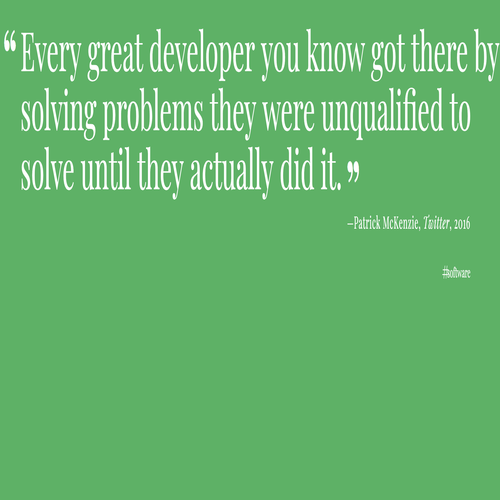 “Every great developer you know got there by
solving problems they were unqualified to
solve until they actually did it.”
–Patrick McKenzie, Twitter, 2016
#software